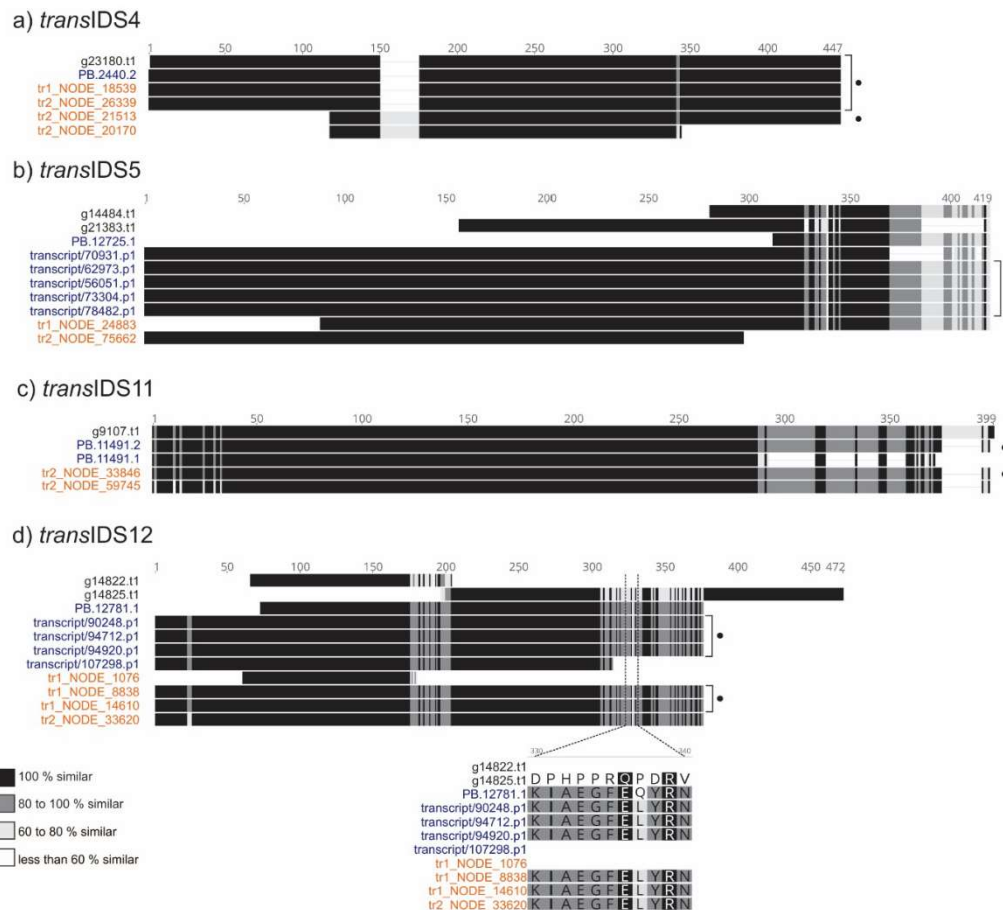 a) transIDS4
1 50 100 150 200 250 300 350 400 447
g23180.t1
PB.2440.2
tr1_NODE_18539
tr2_NODE_26339
tr2_NODE_21513
tr2_NODE_20170
b) transIDS5
1 50 100 150 200 250 300 350 400 419
g14484.t1
g21383.t1
PB.12725.1
transcript/70931.p1
transcript/62973.p1
transcript/56051.p1
transcript/73304.p1
transcript/78482.p1
tr1_NODE_24883
tr2_NODE_75662
c) transIDS11
1 50 100 150 200 250 300 350 399
g9107.t1
PB.11491.2
PB.11491.1
tr2_NODE_33846
tr2_NODE_59745
d) transIDS12
1 50 100 150 200 250 300 350 400 450 472
g14822.t1
g14825.t1
PB.12781.1
transcript/90248.p1
transcript/94712.p1
transcript/94920.p1
transcript/107298.p1
tr1_NODE_1076
tr1_NODE_8838
tr1_NODE_14610
tr2_NODE_33620
100 % similar
80 to 100 % similar
60 to 80 % similar
less than 60 % similar
330 340
g14822.t1
g14825.t1 D P H P P R Q P D R V
PB.12781.1 K I A E G F E Q Y R N
transcript/90248.p1 K I A E G F E L Y R N
transcript/94712.p1 K I A E G F E L Y R N
transcript/94920.p1 K I A E G F E L Y R N
transcript/107298.p1
tr1_NODE_1076
tr1_NODE_8838 K I A E G F E L Y R N
tr1_NODE_14610 K I A E G F E L Y R N
tr2_NODE_33620 K I A E G F E L Y R N